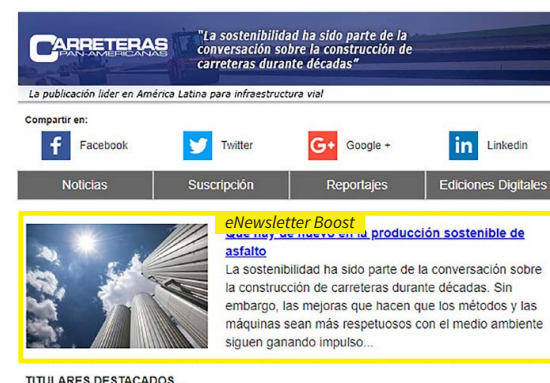 CARRETERAS
PAN-AMERICANAS
"La sostenibilidad ha sido parte de la
conversación sobre la construcción de
carreteras durante décadas"
La publicación lider en América Latina para infraestructura vial
Compartir en:
f Facebook
Twitter
G+ Google +
in Linkedin
Noticias
Suscripción
Reportajes
Ediciones Digitales
eNewsletter Boost
Qué hay de nuevo en la producción sostenible de
asfalto
La sostenibilidad ha sido parte de la conversación sobre
la construcción de carreteras durante décadas. Sin
embargo, las mejoras que hacen que los métodos y las
máquinas sean más respetuosos con el medio ambiente
siguen ganando impulso...
TITULARES DESTACADOS